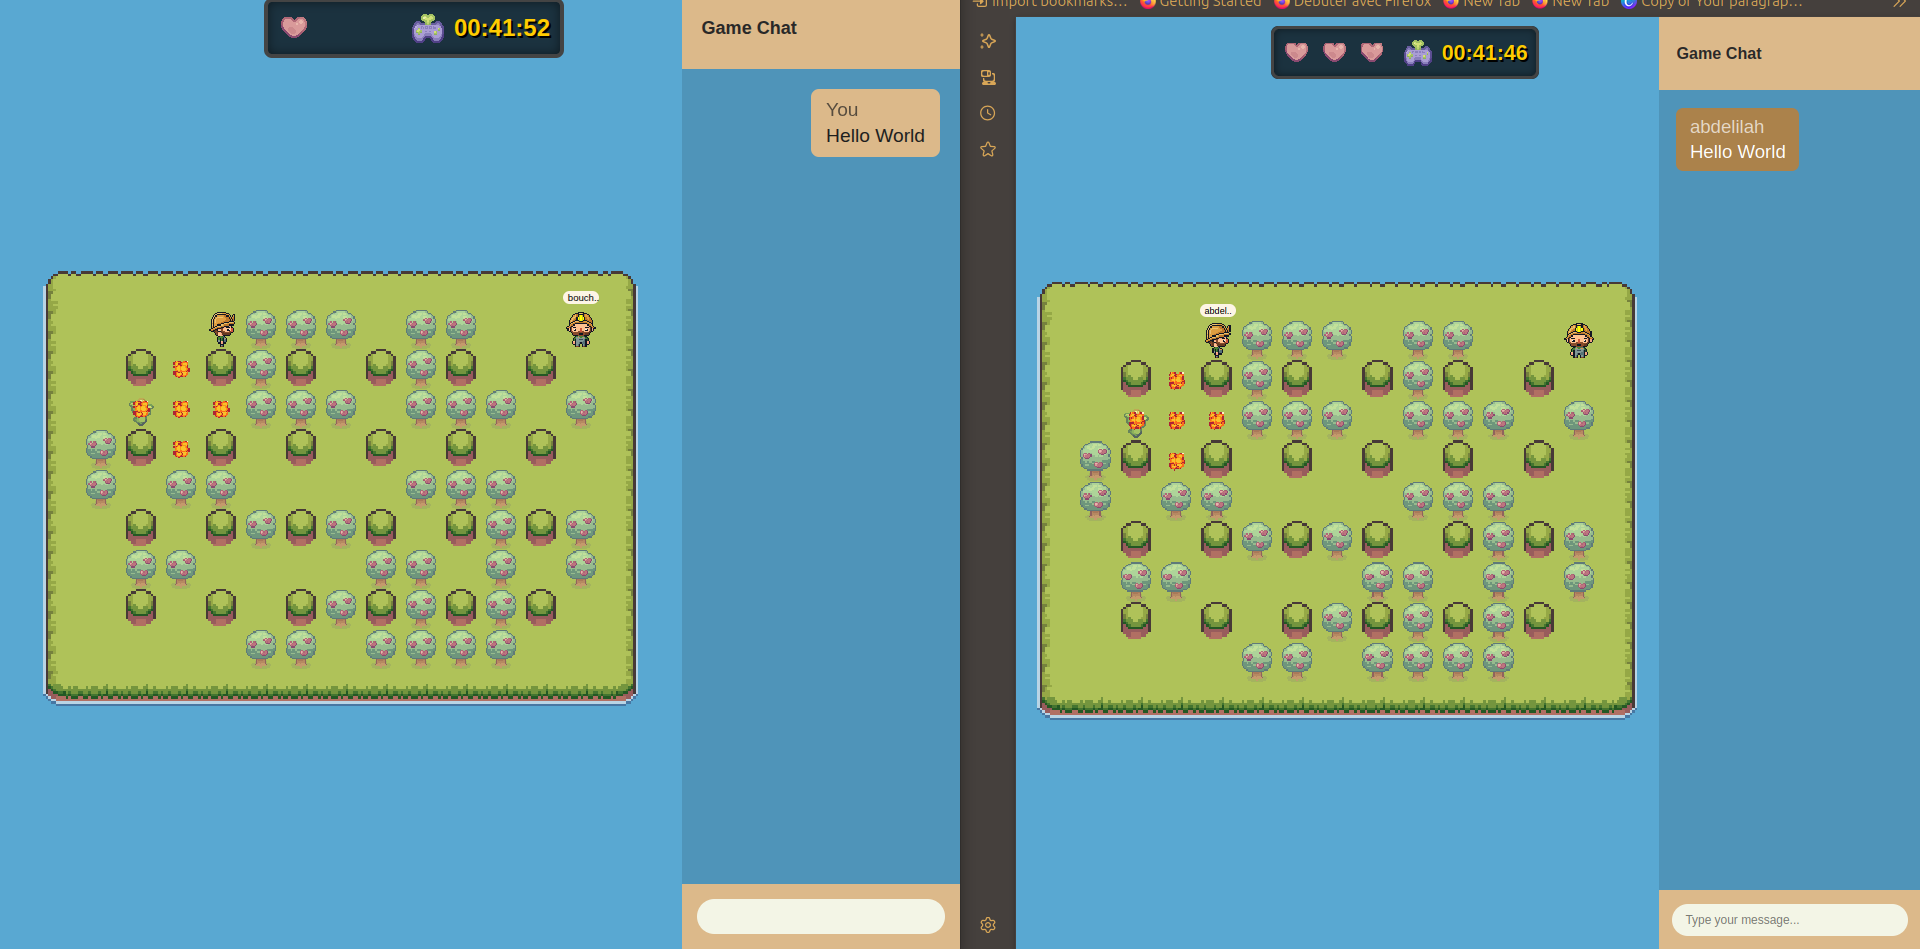 00:41:52
Game Chat
You
Hello World
bouch..
Import bookmarks...
Getting Started
Débuter avec Firefox
New Tab
New Tab
Copy of Your paragrap...
00:41:46
Game Chat
abdelilah
Hello World
abdel..
Type your message...